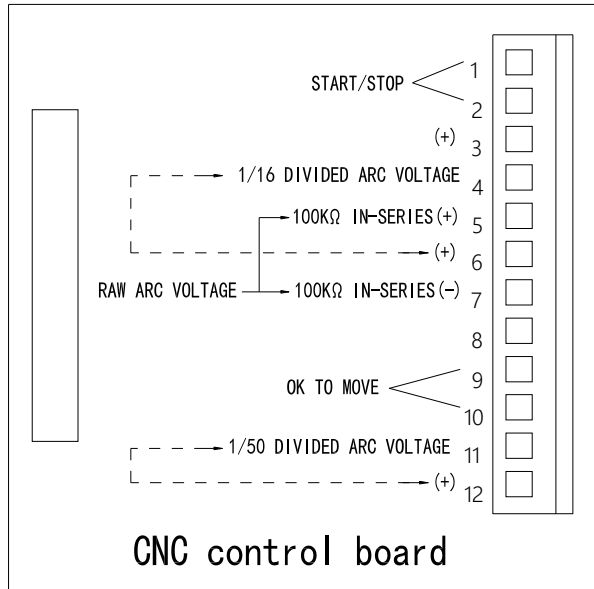 START/STOP
1
2
(+) 3
1/16 DIVIDED ARC VOLTAGE 4
100KΩ IN-SERIES(+) 5
(+) 6
RAW ARC VOLTAGE 100KΩ IN-SERIES(-) 7
8
9
OK TO MOVE
10
1/50 DIVIDED ARC VOLTAGE 11
(+) 12
CNC control board